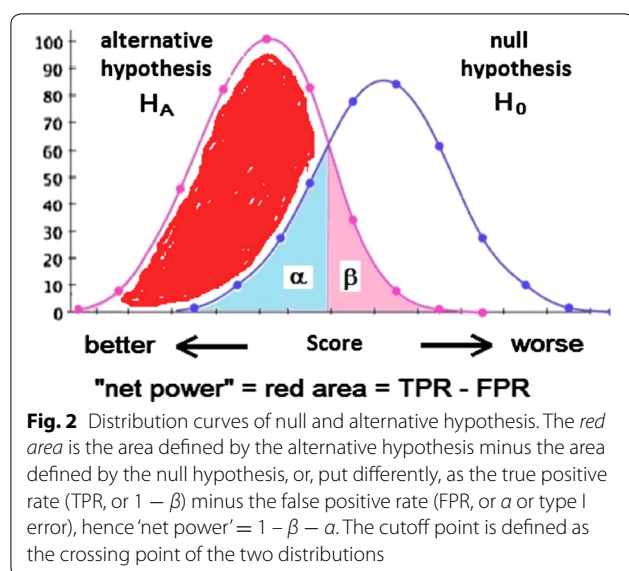 alternative
hypothesis
H_A
null
hypothesis
H_0
100
90
80
70
60
50
40
30
20
10
0
α
β
better
Score
worse
"net power" = red area = TPR - FPR
Fig. 2 Distribution curves of null and alternative hypothesis. The red
area is the area defined by the alternative hypothesis minus the area
defined by the null hypothesis, or, put differently, as the true positive
rate (TPR, or 1 − β) minus the false positive rate (FPR, or α or type I
error), hence ‘net power’ = 1 – β − α. The cutoff point is defined as
the crossing point of the two distributions